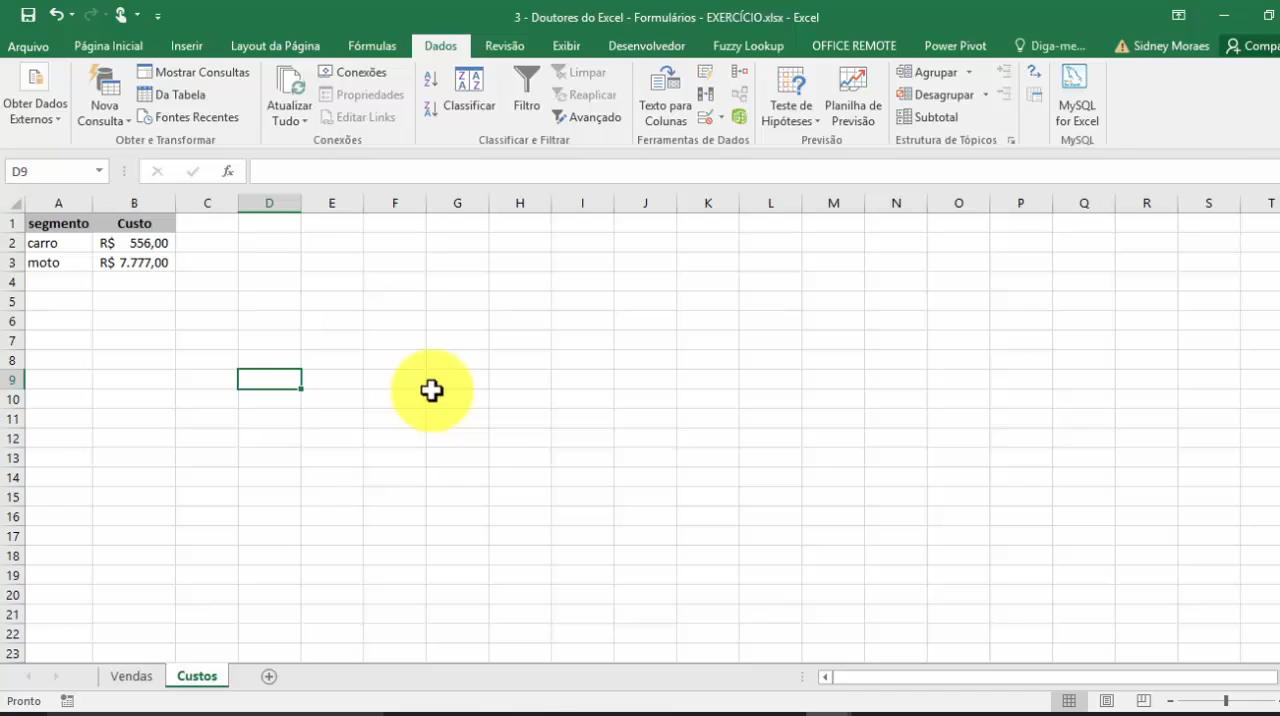 3 - Doutores do Excel - Formulários - EXERCÍCIO.xlsx - Excel
Arquivo Página Inicial Inserir Layout da Página Fórmulas Dados Revisão Exibir Desenvolvedor Fuzzy Lookup OFFICE REMOTE Power Pivot Diga-me... Sidney Moraes Compa
Obter Dados Externos
Nova Consulta
Mostrar Consultas
Da Tabela
Fontes Recentes
Obter e Transformar
Atualizar Tudo
Conexões
Propriedades
Editar Links
Conexões
Classificar
Filtro
Limpar
Reaplicar
Avançado
Classificar e Filtrar
Texto para Colunas
Ferramentas de Dados
Teste de Hipóteses
Planilha de Previsão
Previsão
Agrupar
Desagrupar
Subtotal
Estrutura de Tópicos
MySQL for Excel
MySQL
D9
fx
A B C D E F G H I J K L M N O P Q R S T
1 segmento Custo
2 carro R$ 556,00
3 moto R$ 7.777,00
4
5
6
7
8
9
10
11
12
13
14
15
16
17
18
19
20
21
22
23
Vendas Custos
Pronto